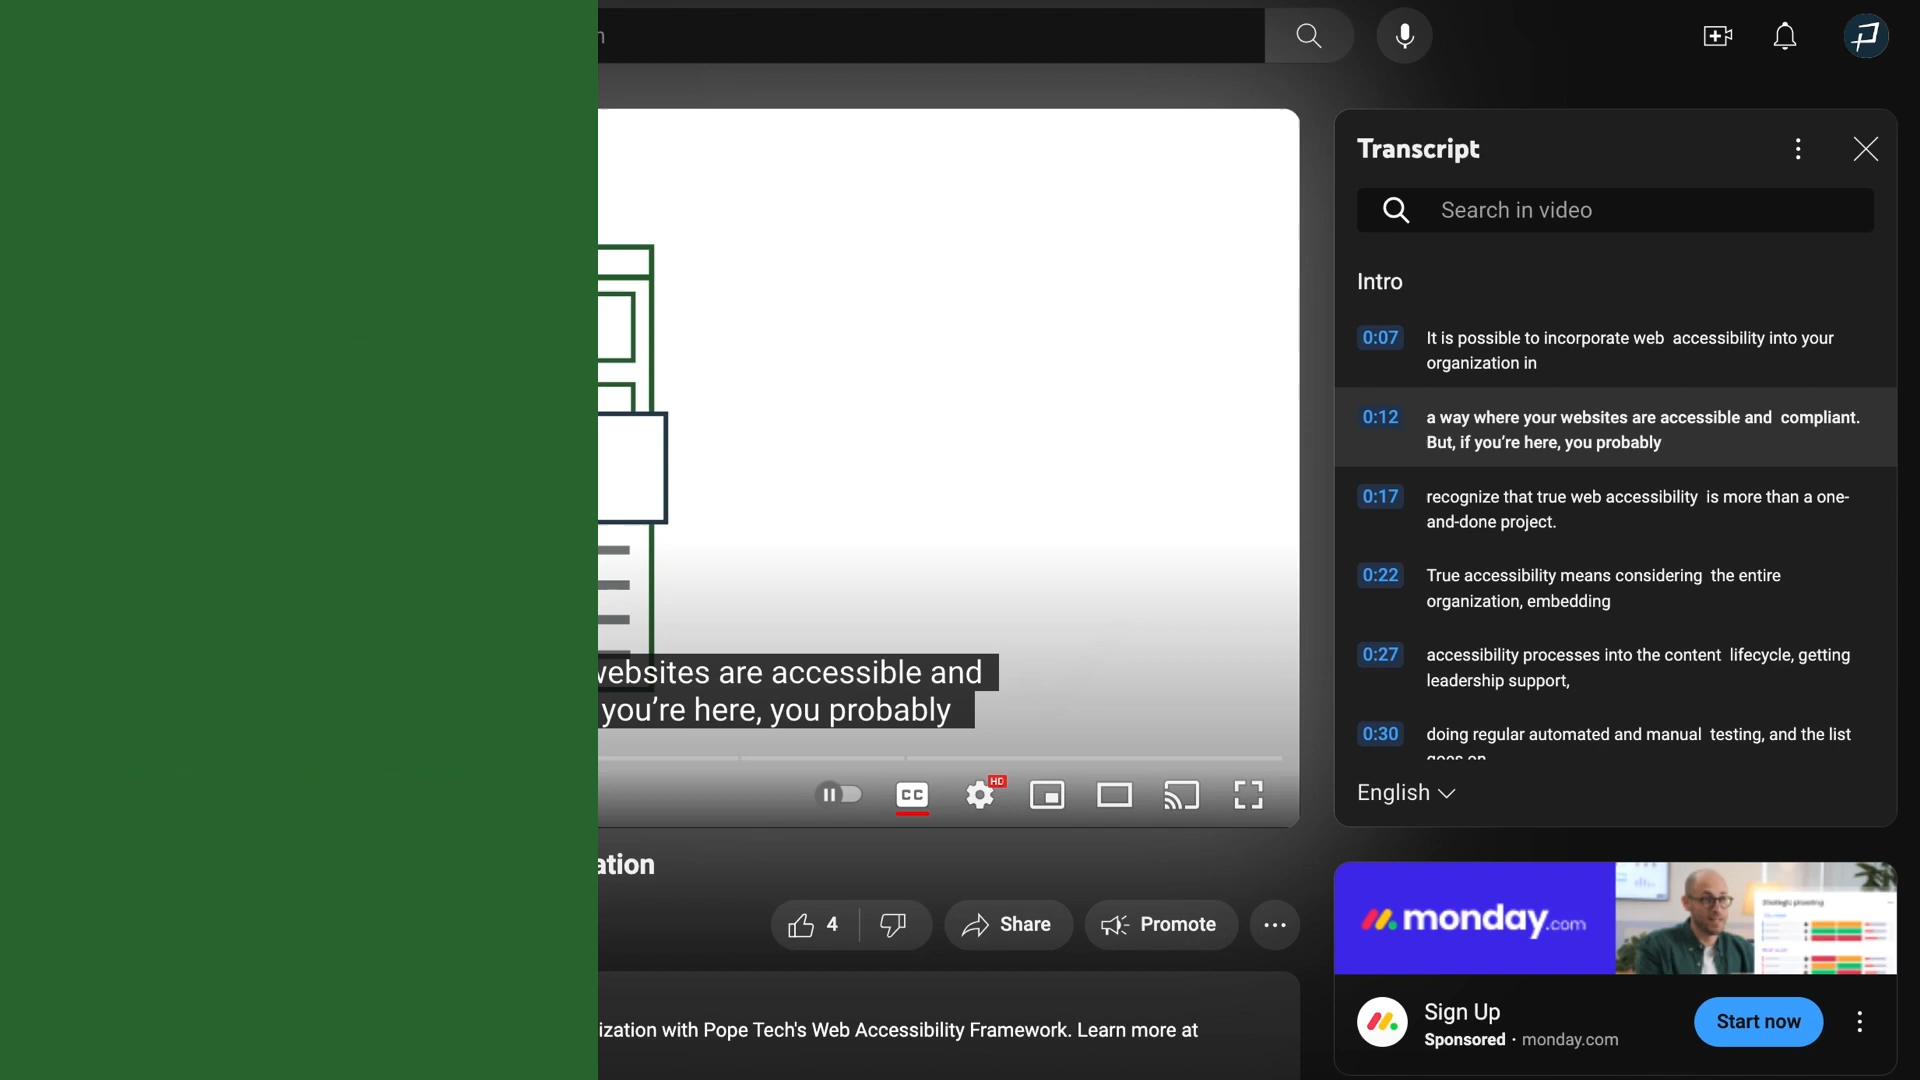 Transcript
Search in video
Intro
0:07 It is possible to incorporate web accessibility into your
organization in
0:12 a way where your websites are accessible and compliant.
But, if you’re here, you probably
0:17 recognize that true web accessibility is more than a one-
and-done project.
0:22 True accessibility means considering the entire
organization, embedding
0:27 accessibility processes into the content lifecycle, getting
leadership support,
0:30 doing regular automated and manual testing, and the list
goes on
English
websites are accessible and
you’re here, you probably
CC
HD
ation
4
Share
Promote
ization with Pope Tech's Web Accessibility Framework. Learn more at
monday.com
Sign Up
Sponsored · monday.com
Start now